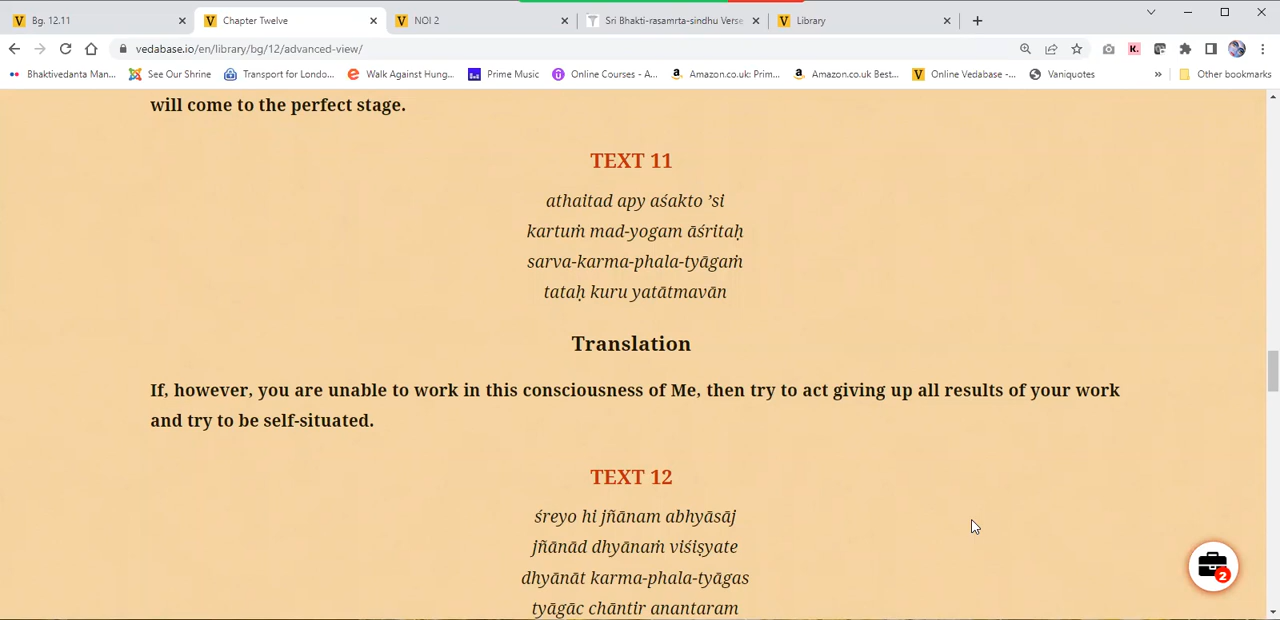 Bg. 12.11
Chapter Twelve
NOI 2
Sri Bhakti-rasamrta-sindhu Verse
Library
vedabase.io/en/library/bg/12/advanced-view/
Bhaktivedanta Man...
See Our Shrine
Transport for Londo...
Walk Against Hung...
Prime Music
Online Courses - A...
Amazon.co.uk: Prim...
Amazon.co.uk Best...
Online Vedabase -...
Vaniquotes
»
Other bookmarks
will come to the perfect stage.
TEXT 11
athaitad apy aśakto ’si
kartuṁ mad-yogam āśritaḥ
sarva-karma-phala-tyāgaṁ
tataḥ kuru yatātmavān
Translation
If, however, you are unable to work in this consciousness of Me, then try to act giving up all results of your work
and try to be self-situated.
TEXT 12
śreyo hi jñānam abhyāsāj
jñānād dhyānaṁ viśiṣyate
dhyānāt karma-phala-tyāgas
tyāgāc chāntir anantaram
2